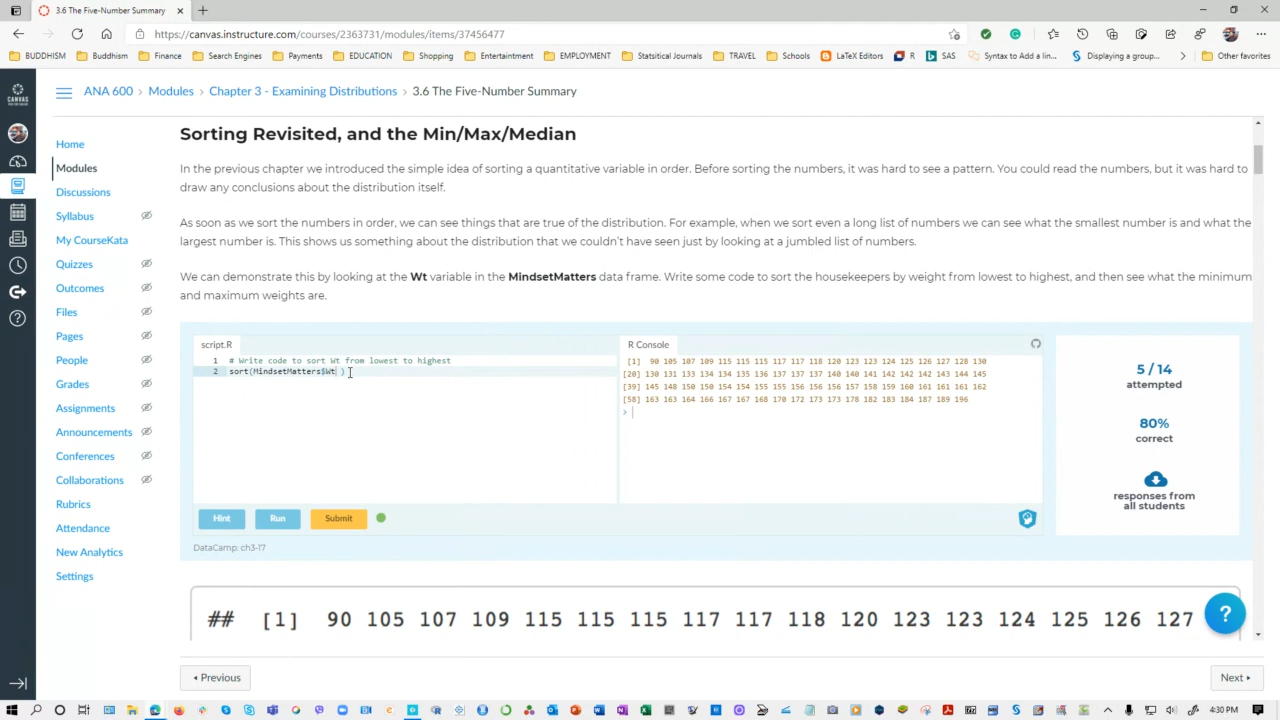 3.6 The Five-Number Summary
https://canvas.instructure.com/courses/2363731/modules/items/37456477
BUDDHISM Buddhism Finance Search Engines Payments EDUCATION Shopping Entertainment EMPLOYMENT Statsitical Journals TRAVEL Schools LaTeX Editors R SAS Syntax to Add a lin... Displaying a group... Other favorites
CANVAS
ANA 600 › Modules › Chapter 3 - Examining Distributions › 3.6 The Five-Number Summary
Home
Modules
Discussions
Syllabus
My CourseKata
Quizzes
Outcomes
Files
Pages
People
Grades
Assignments
Announcements
Conferences
Collaborations
Rubrics
Attendance
New Analytics
Settings
Sorting Revisited, and the Min/Max/Median
In the previous chapter we introduced the simple idea of sorting a quantitative variable in order. Before sorting the numbers, it was hard to see a pattern. You could read the numbers, but it was hard to
draw any conclusions about the distribution itself.
As soon as we sort the numbers in order, we can see things that are true of the distribution. For example, when we sort even a long list of numbers we can see what the smallest number is and what the
largest number is. This shows us something about the distribution that we couldn't have seen just by looking at a jumbled list of numbers.
We can demonstrate this by looking at the Wt variable in the MindsetMatters data frame. Write some code to sort the housekeepers by weight from lowest to highest, and then see what the minimum
and maximum weights are.
script.R
1 # Write code to sort Wt from lowest to highest
2 sort(MindsetMatters$Wt )
R Console
[1] 90 105 107 109 115 115 115 117 117 118 120 123 123 124 125 126 127 128 130
[20] 130 131 133 134 134 135 136 137 137 137 140 140 141 142 142 142 143 144 145
[39] 145 148 150 150 154 154 155 155 156 156 156 157 158 159 160 161 161 161 162
[58] 163 163 164 166 167 167 168 170 172 173 173 178 182 183 184 187 189 196
>
5 / 14
attempted
80%
correct
responses from
all students
Hint Run Submit
DataCamp: ch3-17
## [1] 90 105 107 109 115 115 115 117 117 118 120 123 123 124 125 126 127
?
◂ Previous
Next ▸
4:30 PM